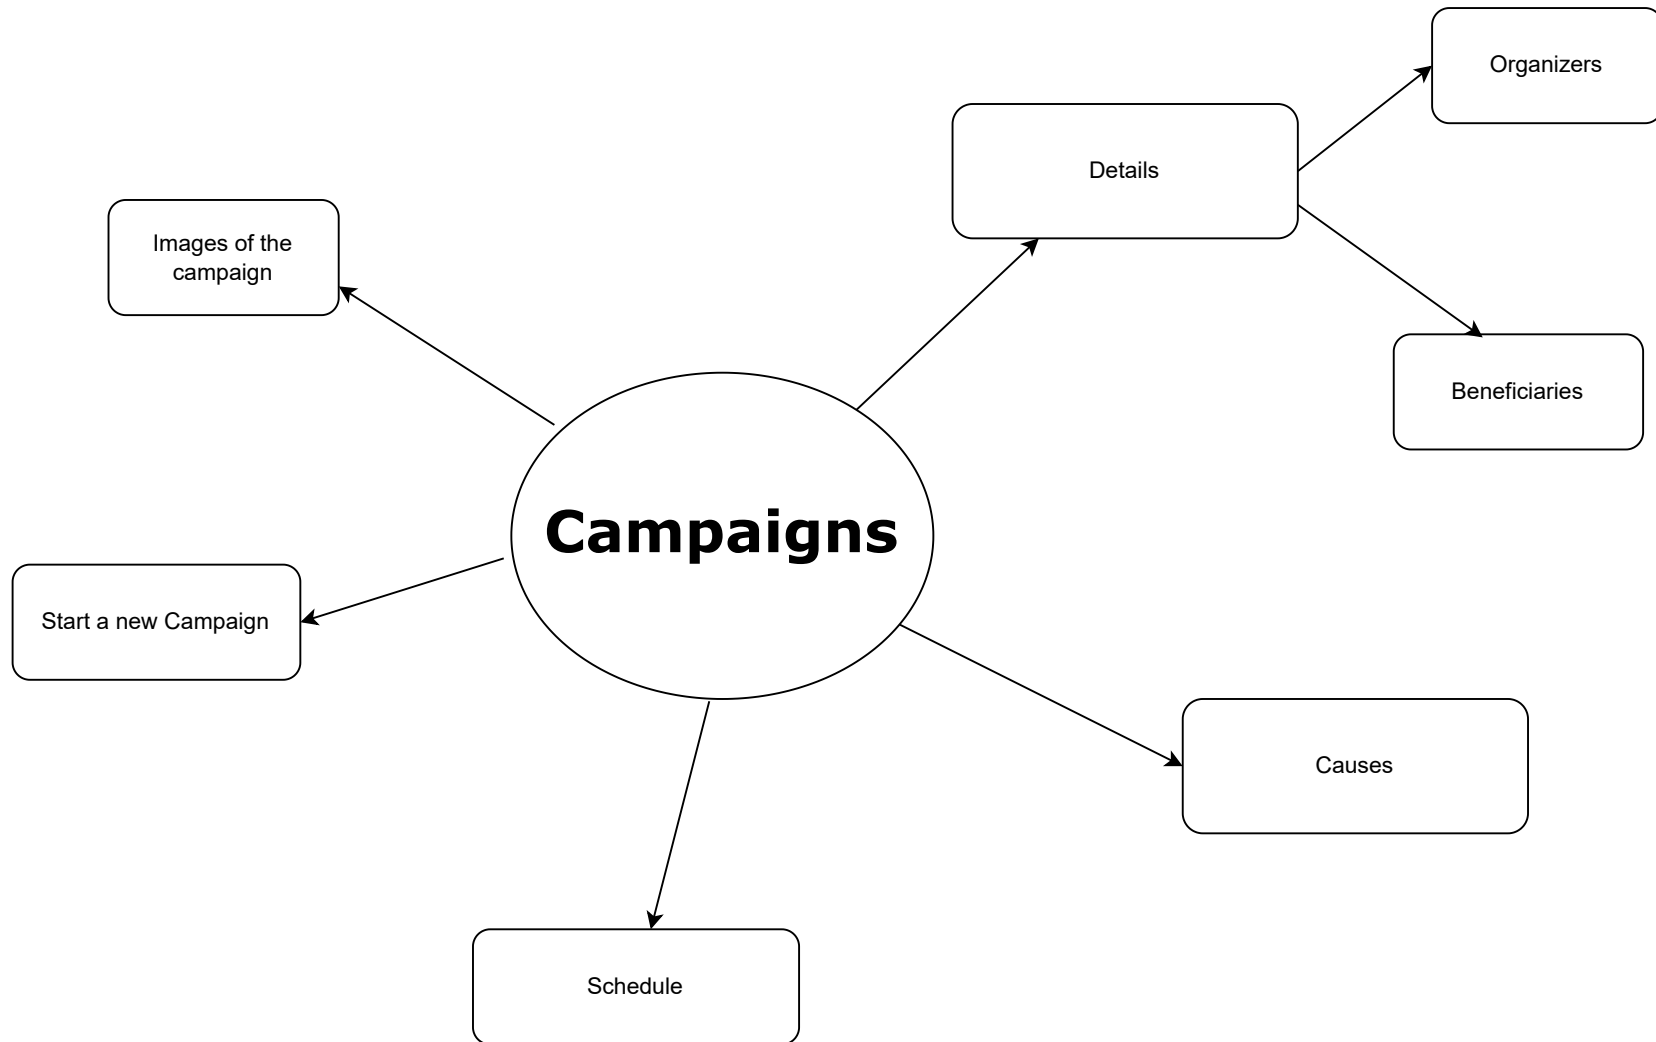 Organizers
Details
Images of the
campaign
Beneficiaries
Campaigns
Start a new Campaign
Causes
Schedule